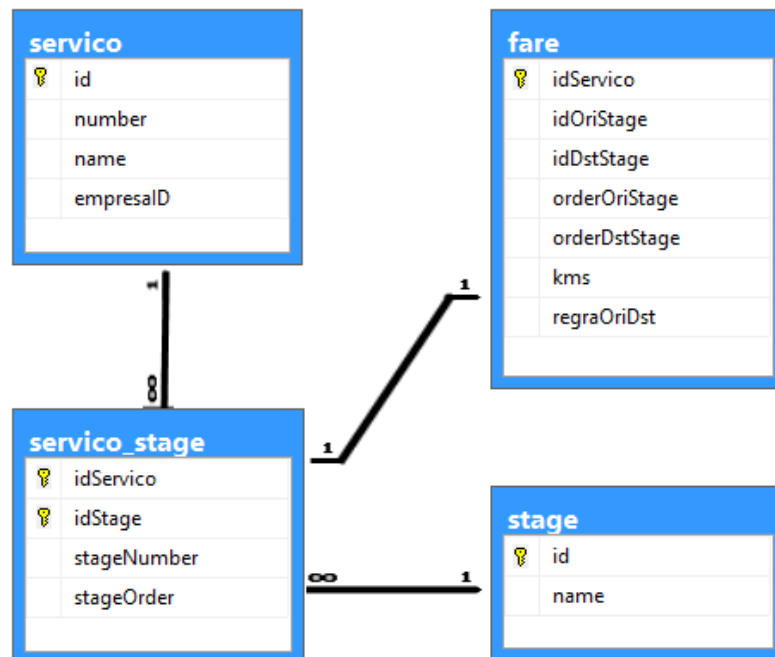 servico
id
number
name
empresaID
fare
idServico
idOriStage
idDstStage
orderOriStage
orderDstStage
kms
regraOriDst
1
∞
1
1
servico_stage
idServico
idStage
stageNumber
stageOrder
∞
1
stage
id
name